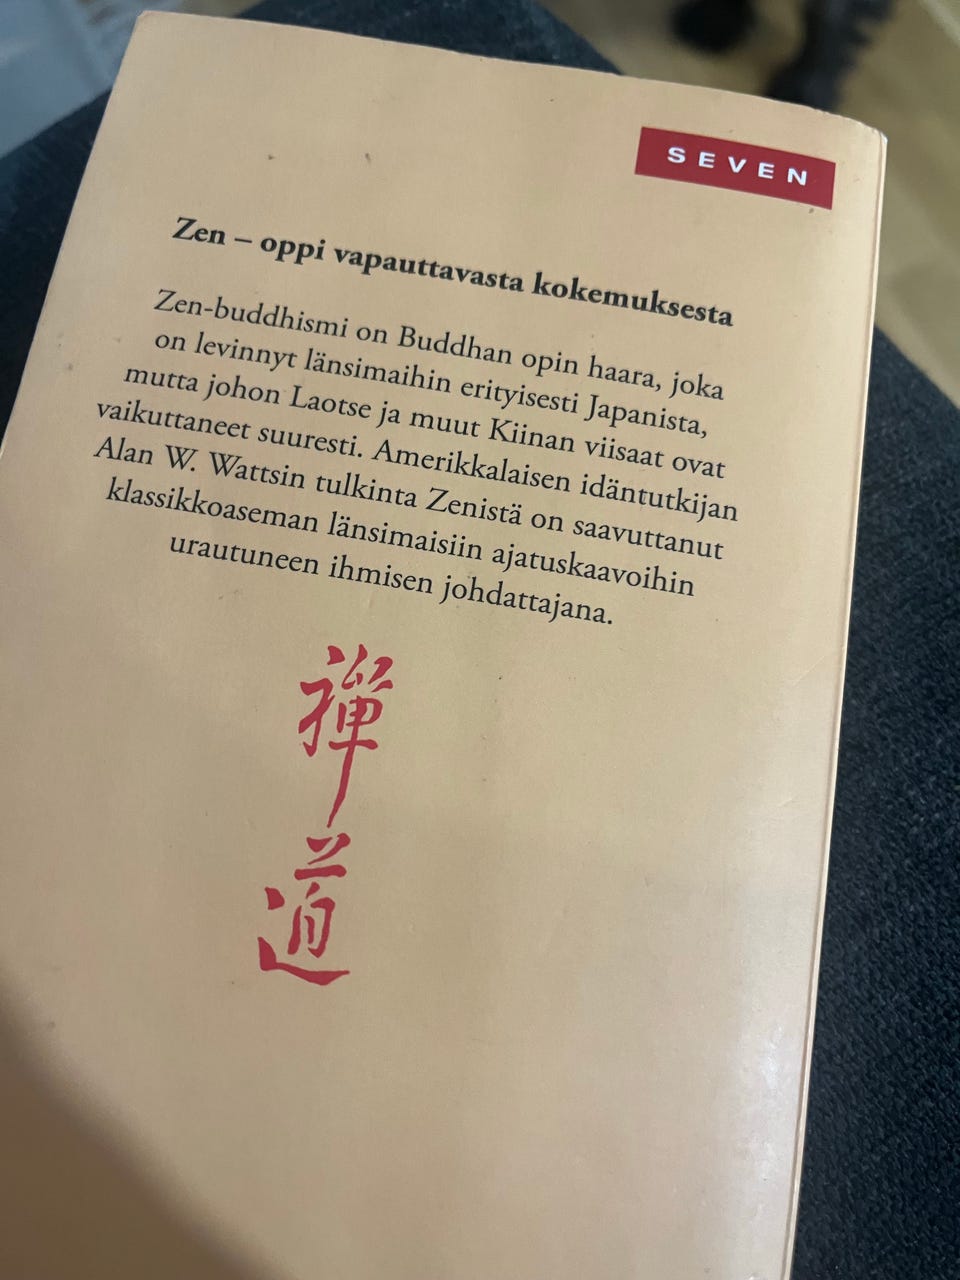 SEVEN
Zen – oppi vapauttavasta kokemuksesta
Zen-buddhismi on Buddhan opin haara, joka
on levinnyt länsimaihin erityisesti Japanista,
mutta johon Laotse ja muut Kiinan viisaat ovat
vaikuttaneet suuresti. Amerikkalaisen idäntutkijan
Alan W. Wattsin tulkinta Zenistä on saavuttanut
klassikkoaseman länsimaisiin ajatuskaavoihin
urautuneen ihmisen johdattajana.
禅
道